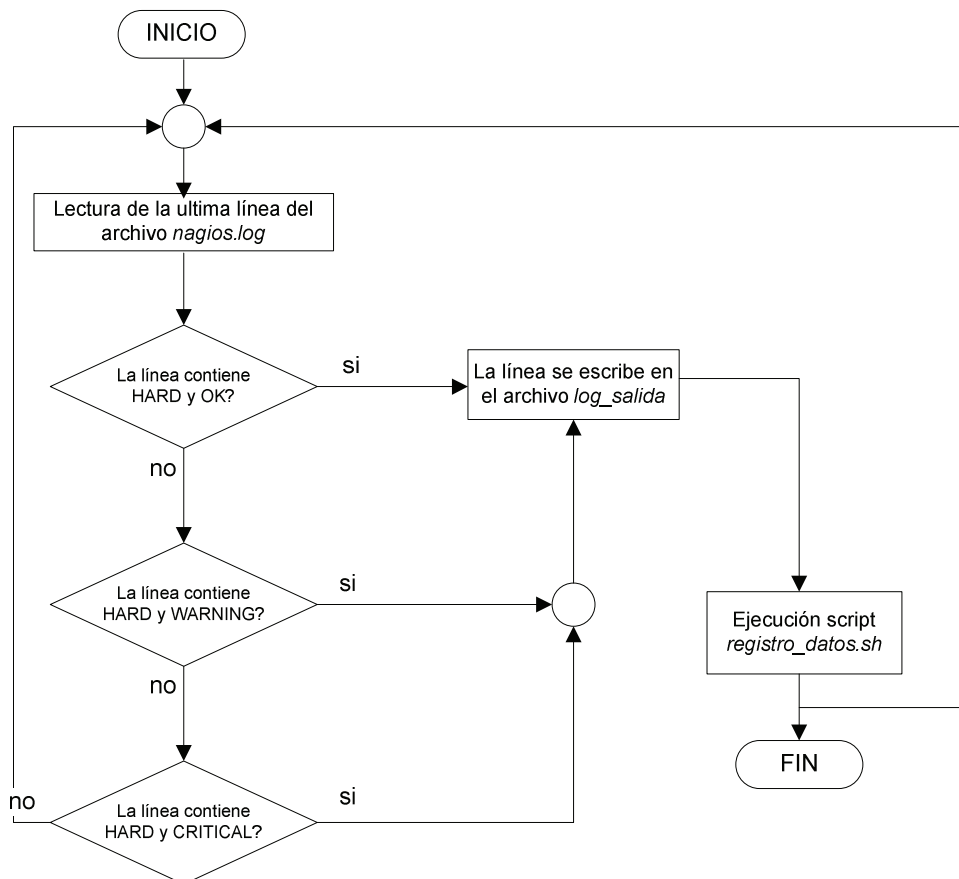 INICIO
Lectura de la ultima línea del
archivo nagios.log
La línea contiene
HARD y OK?
si
La línea se escribe en
el archivo log_salida
no
La línea contiene
HARD y WARNING?
si
Ejecución script
registro_datos.sh
no
FIN
La línea contiene
HARD y CRITICAL?
si
no